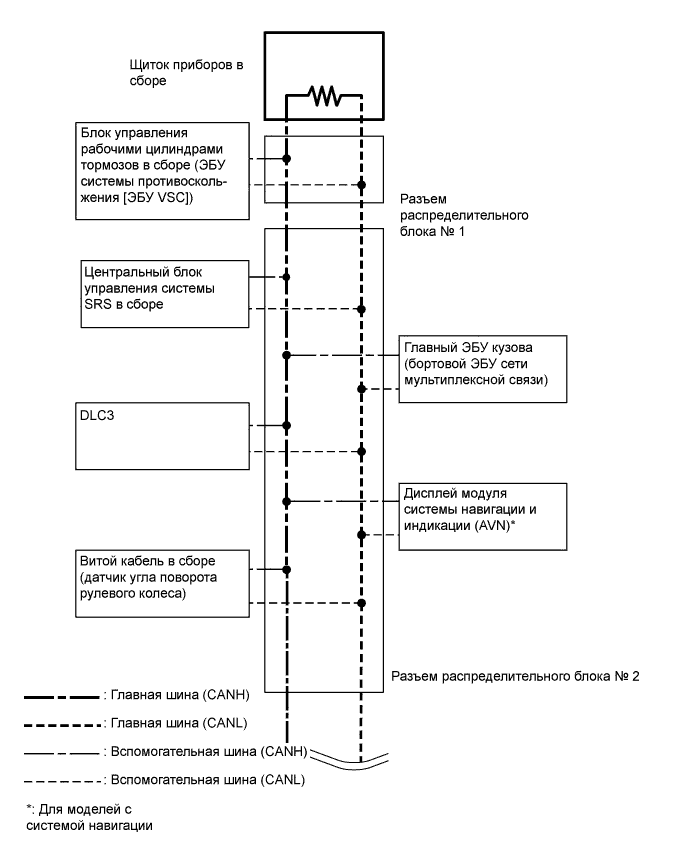 Щиток приборов в
сборе
Блок управления
рабочими цилиндрами
тормозов в сборе (ЭБУ
системы противосколь-
жения [ЭБУ VSC])
Разъем
распределительного
блока № 1
Центральный блок
управления системы
SRS в сборе
Главный ЭБУ кузова
(бортовой ЭБУ сети
мультиплексной связи)
DLC3
Дисплей модуля
системы навигации и
индикации (AVN)*
Витой кабель в сборе
(датчик угла поворота
рулевого колеса)
Разъем распределительного блока № 2
: Главная шина (CANH)
: Главная шина (CANL)
: Вспомогательная шина (CANH)
: Вспомогательная шина (CANL)
*: Для моделей с
системой навигации